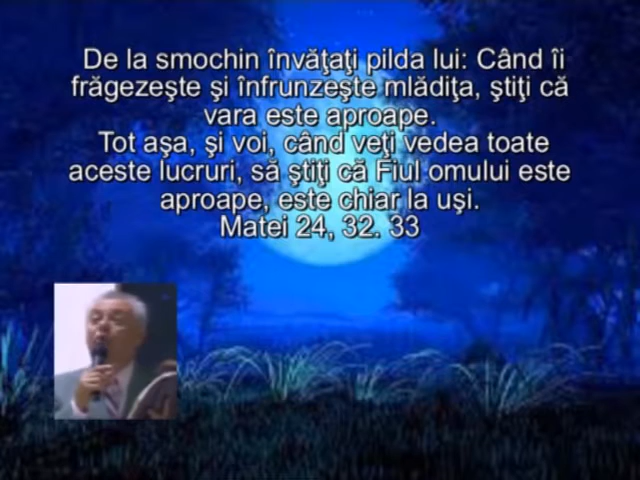 De la smochin învăţaţi pilda lui: Când îi
frăgezeşte şi înfrunzeşte mlădiţa, ştiţi că
vara este aproape.
Tot aşa, şi voi, când veţi vedea toate
aceste lucruri, să ştiţi că Fiul omului este
aproape, este chiar la uşi.
Matei 24, 32. 33